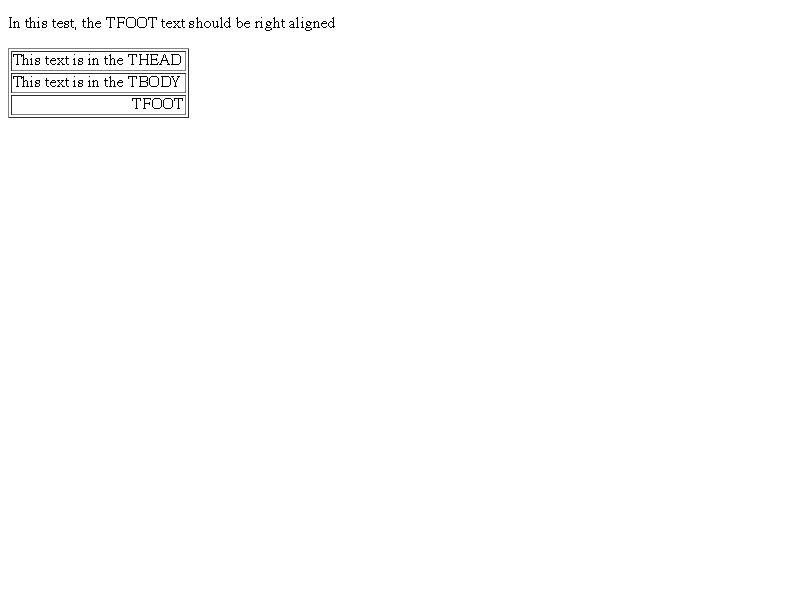 In this test, the TFOOT text should be right aligned
This text is in the THEAD
This text is in the TBODY
TFOOT